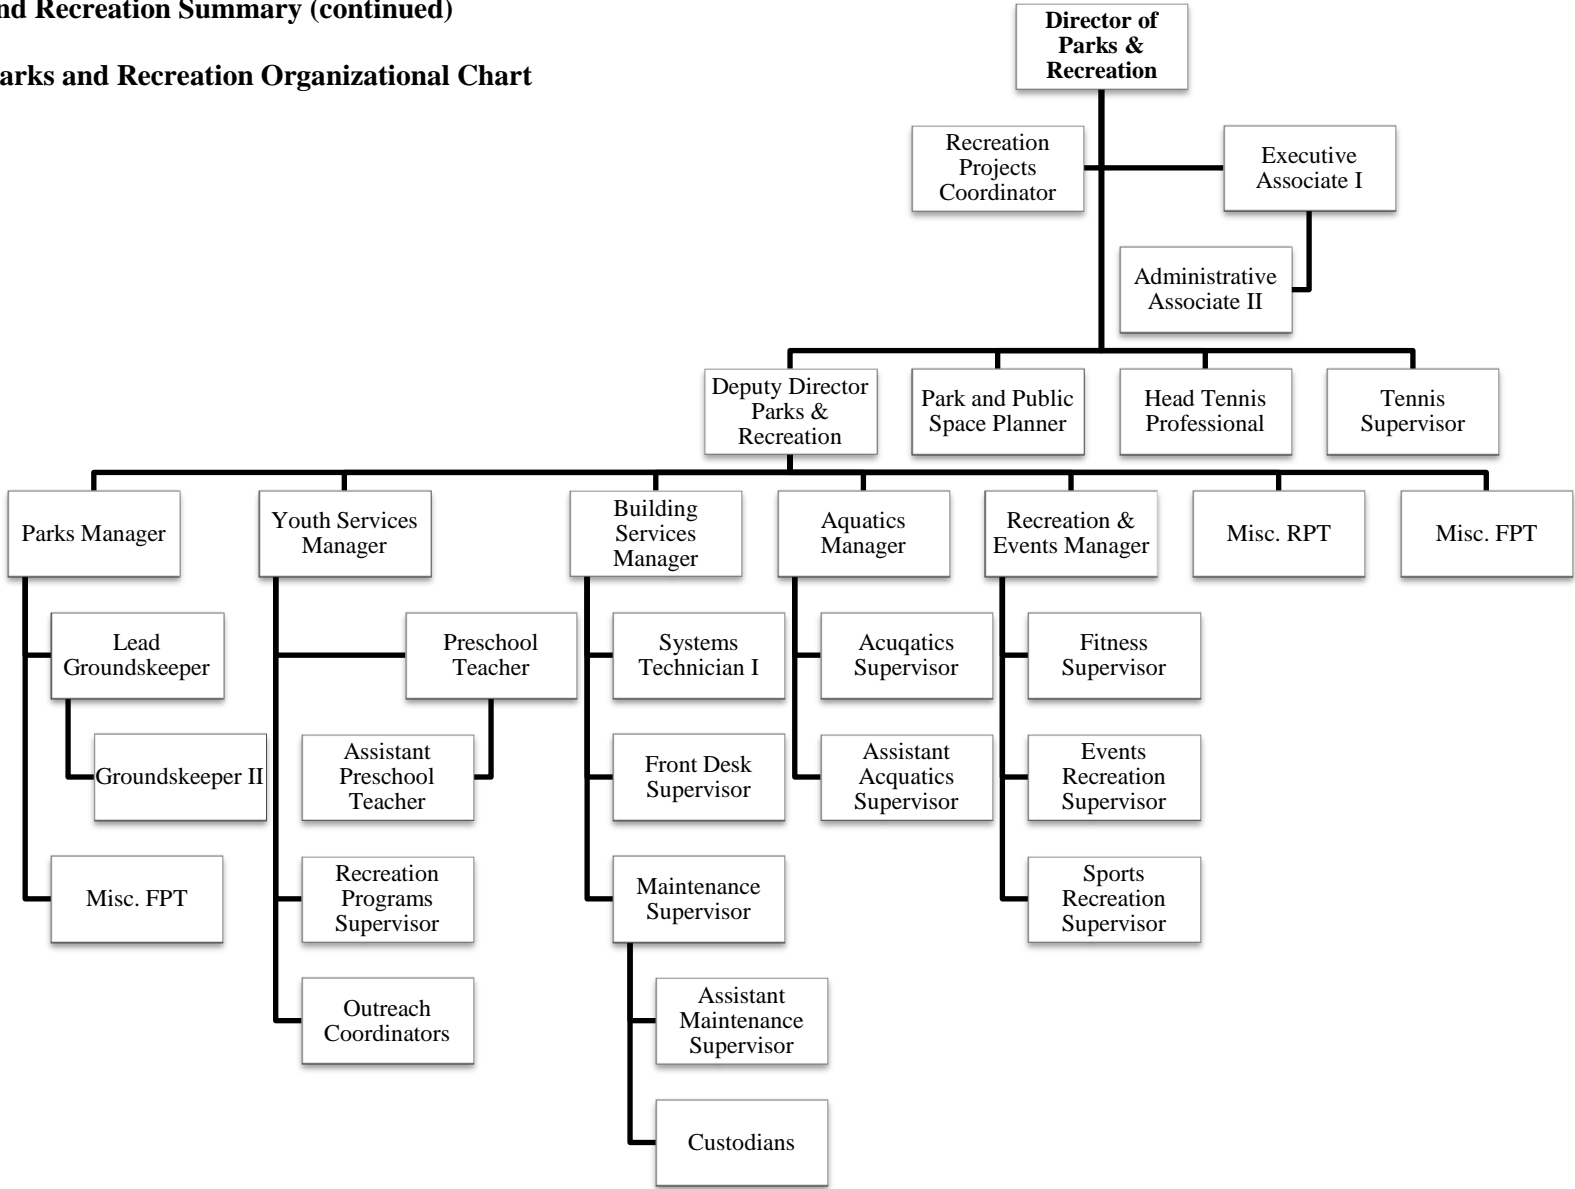 nd Recreation Summary (continued)
arks and Recreation Organizational Chart
Director of
Parks &
Recreation
Recreation
Projects
Coordinator
Executive
Associate I
Administrative
Associate II
Deputy Director
Parks &
Recreation
Park and Public
Space Planner
Head Tennis
Professional
Tennis
Supervisor
Parks Manager
Youth Services
Manager
Building
Services
Manager
Aquatics
Manager
Recreation &
Events Manager
Misc. RPT
Misc. FPT
Lead
Groundskeeper
Groundskeeper II
Misc. FPT
Preschool
Teacher
Assistant
Preschool
Teacher
Recreation
Programs
Supervisor
Outreach
Coordinators
Systems
Technician I
Front Desk
Supervisor
Maintenance
Supervisor
Assistant
Maintenance
Supervisor
Custodians
Acuqatics
Supervisor
Assistant
Acquatics
Supervisor
Fitness
Supervisor
Events
Recreation
Supervisor
Sports
Recreation
Supervisor